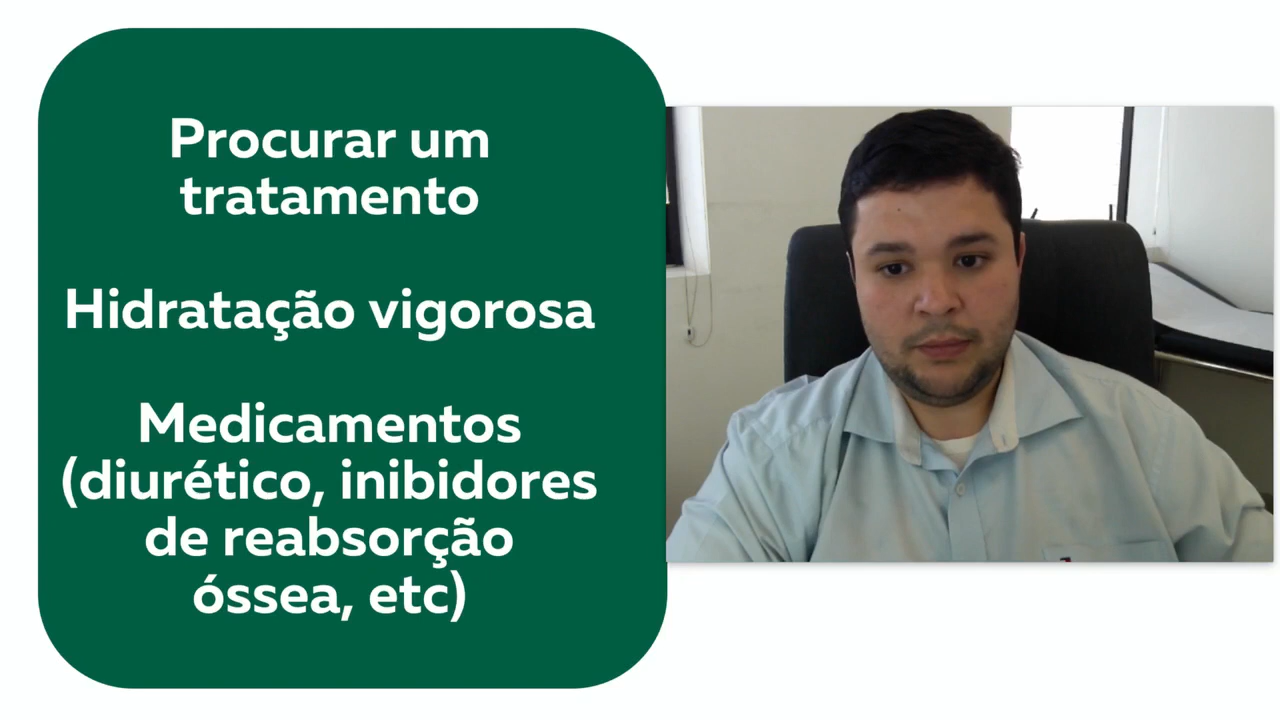 Procurar um
tratamento
Hidratação vigorosa
Medicamentos
(diurético, inibidores
de reabsorção
óssea, etc)